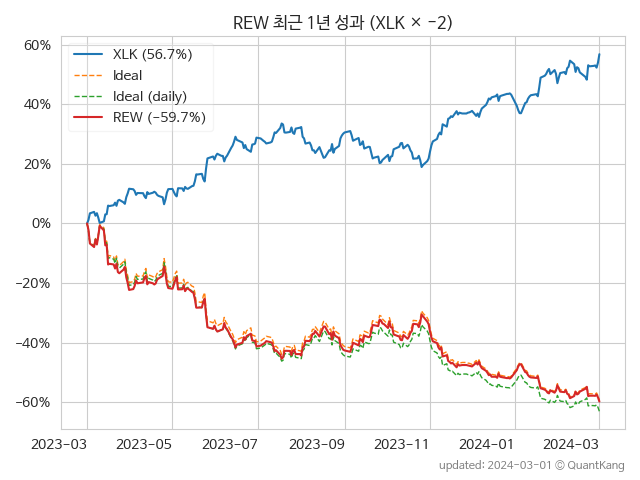 REW 최근 1년 성과 (XLK × −2)
XLK (56.7%)
Ideal
Ideal (daily)
REW (−59.7%)
60%
40%
20%
0%
−20%
−40%
−60%
2023−03
2023−05
2023−07
2023−09
2023−11
2024−01
2024−03
updated: 2024−03−01 © QuantKang